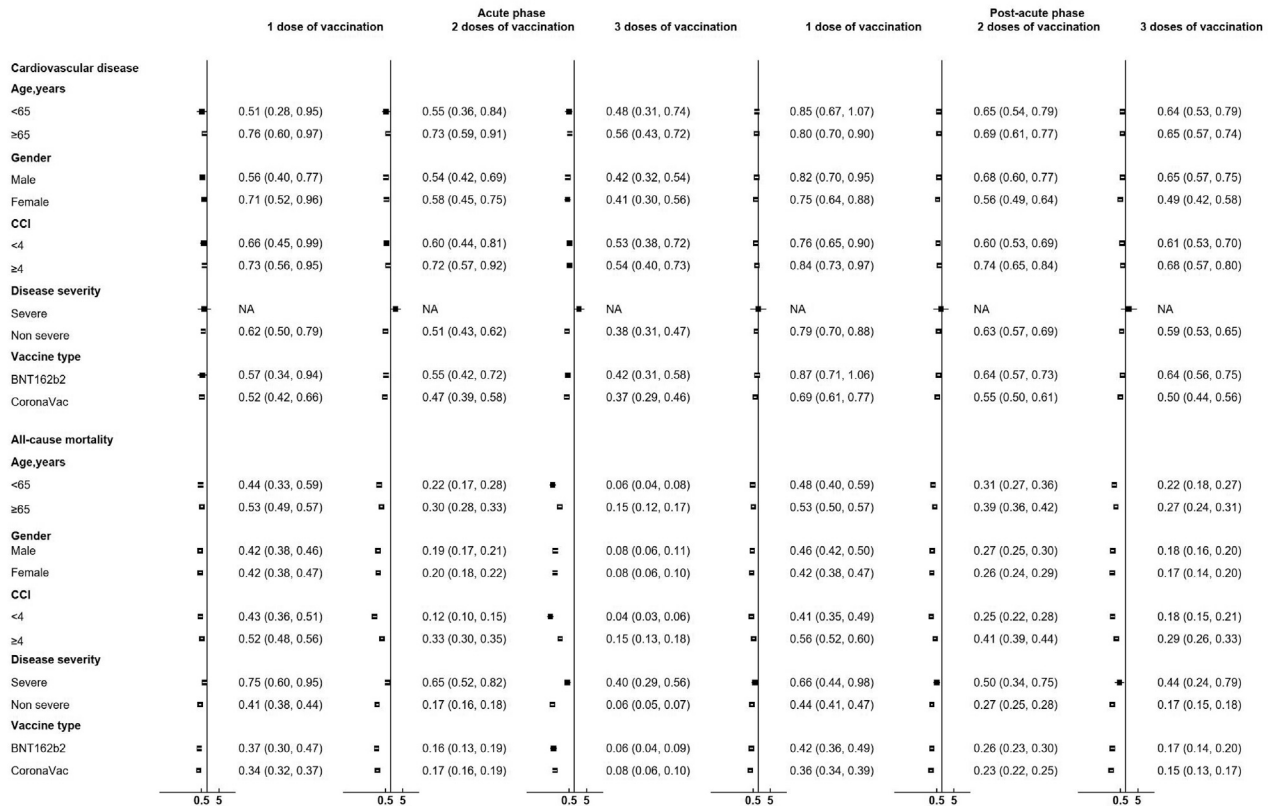 Acute phase Post-acute phase
1 dose of vaccination 2 doses of vaccination 3 doses of vaccination 1 dose of vaccination 2 doses of vaccination 3 doses of vaccination
Cardiovascular disease
Age,years
<65 0.51 (0.28, 0.95) 0.55 (0.36, 0.84) 0.48 (0.31, 0.74) 0.85 (0.67, 1.07) 0.65 (0.54, 0.79) 0.64 (0.53, 0.79)
≥65 0.76 (0.60, 0.97) 0.73 (0.59, 0.91) 0.56 (0.43, 0.72) 0.80 (0.70, 0.90) 0.69 (0.61, 0.77) 0.65 (0.57, 0.74)
Gender
Male 0.56 (0.40, 0.77) 0.54 (0.42, 0.69) 0.42 (0.32, 0.54) 0.82 (0.70, 0.95) 0.68 (0.60, 0.77) 0.65 (0.57, 0.75)
Female 0.71 (0.52, 0.96) 0.58 (0.45, 0.75) 0.41 (0.30, 0.56) 0.75 (0.64, 0.88) 0.56 (0.49, 0.64) 0.49 (0.42, 0.58)
CCI
<4 0.66 (0.45, 0.99) 0.60 (0.44, 0.81) 0.53 (0.38, 0.72) 0.76 (0.65, 0.90) 0.60 (0.53, 0.69) 0.61 (0.53, 0.70)
≥4 0.73 (0.56, 0.95) 0.72 (0.57, 0.92) 0.54 (0.40, 0.73) 0.84 (0.73, 0.97) 0.74 (0.65, 0.84) 0.68 (0.57, 0.80)
Disease severity
Severe NA NA NA NA NA NA
Non severe 0.62 (0.50, 0.79) 0.51 (0.43, 0.62) 0.38 (0.31, 0.47) 0.79 (0.70, 0.88) 0.63 (0.57, 0.69) 0.59 (0.53, 0.65)
Vaccine type
BNT162b2 0.57 (0.34, 0.94) 0.55 (0.42, 0.72) 0.42 (0.31, 0.58) 0.87 (0.71, 1.06) 0.64 (0.57, 0.73) 0.64 (0.56, 0.75)
CoronaVac 0.52 (0.42, 0.66) 0.47 (0.39, 0.58) 0.37 (0.29, 0.46) 0.69 (0.61, 0.77) 0.55 (0.50, 0.61) 0.50 (0.44, 0.56)
All-cause mortality
Age,years
<65 0.44 (0.33, 0.59) 0.22 (0.17, 0.28) 0.06 (0.04, 0.08) 0.48 (0.40, 0.59) 0.31 (0.27, 0.36) 0.22 (0.18, 0.27)
≥65 0.53 (0.49, 0.57) 0.30 (0.28, 0.33) 0.15 (0.12, 0.17) 0.53 (0.50, 0.57) 0.39 (0.36, 0.42) 0.27 (0.24, 0.31)
Gender
Male 0.42 (0.38, 0.46) 0.19 (0.17, 0.21) 0.08 (0.06, 0.11) 0.46 (0.42, 0.50) 0.27 (0.25, 0.30) 0.18 (0.16, 0.20)
Female 0.42 (0.38, 0.47) 0.20 (0.18, 0.22) 0.08 (0.06, 0.10) 0.42 (0.38, 0.47) 0.26 (0.24, 0.29) 0.17 (0.14, 0.20)
CCI
<4 0.43 (0.36, 0.51) 0.12 (0.10, 0.15) 0.04 (0.03, 0.06) 0.41 (0.35, 0.49) 0.25 (0.22, 0.28) 0.18 (0.15, 0.21)
≥4 0.52 (0.48, 0.56) 0.33 (0.30, 0.35) 0.15 (0.13, 0.18) 0.56 (0.52, 0.60) 0.41 (0.39, 0.44) 0.29 (0.26, 0.33)
Disease severity
Severe 0.75 (0.60, 0.95) 0.65 (0.52, 0.82) 0.40 (0.29, 0.56) 0.66 (0.44, 0.98) 0.50 (0.34, 0.75) 0.44 (0.24, 0.79)
Non severe 0.41 (0.38, 0.44) 0.17 (0.16, 0.18) 0.06 (0.05, 0.07) 0.44 (0.41, 0.47) 0.27 (0.25, 0.28) 0.17 (0.15, 0.18)
Vaccine type
BNT162b2 0.37 (0.30, 0.47) 0.16 (0.13, 0.19) 0.06 (0.04, 0.09) 0.42 (0.36, 0.49) 0.26 (0.23, 0.30) 0.17 (0.14, 0.20)
CoronaVac 0.34 (0.32, 0.37) 0.17 (0.16, 0.19) 0.08 (0.06, 0.10) 0.36 (0.34, 0.39) 0.23 (0.22, 0.25) 0.15 (0.13, 0.17)
0.5 5 0.5 5 0.5 5 0.5 5 0.5 5 0.5 5